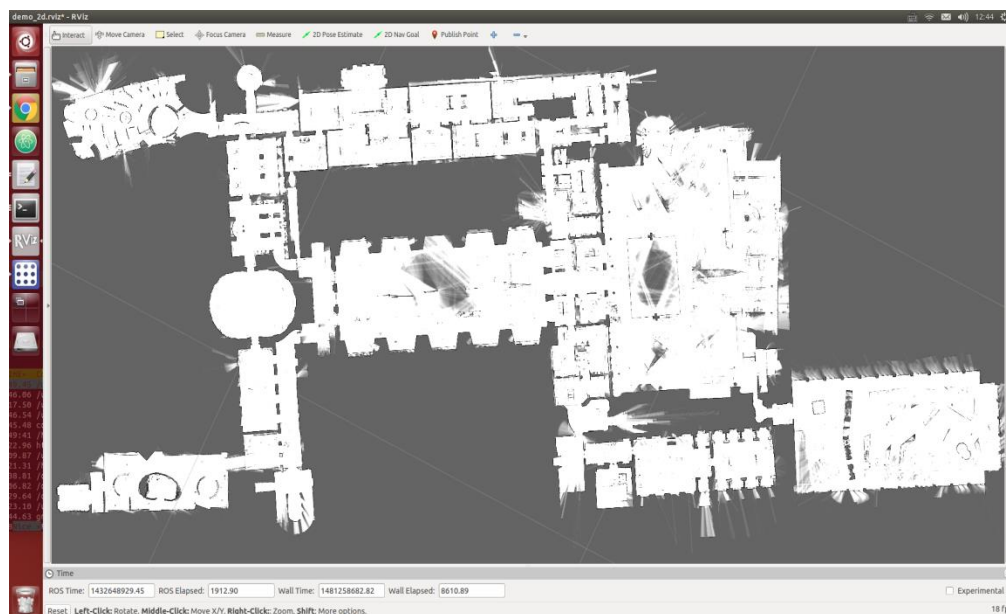 demo_2d.rviz* - RViz
12:44
Interact Move Camera Select Focus Camera Measure 2D Pose Estimate 2D Nav Goal Publish Point
RViz
Time
ROS Time: 1432648929.45 ROS Elapsed: 1912.90 Wall Time: 1481258682.82 Wall Elapsed: 8610.89 Experimental
Reset Left-Click: Rotate. Middle-Click: Move X/Y. Right-Click: Zoom. Shift: More options.